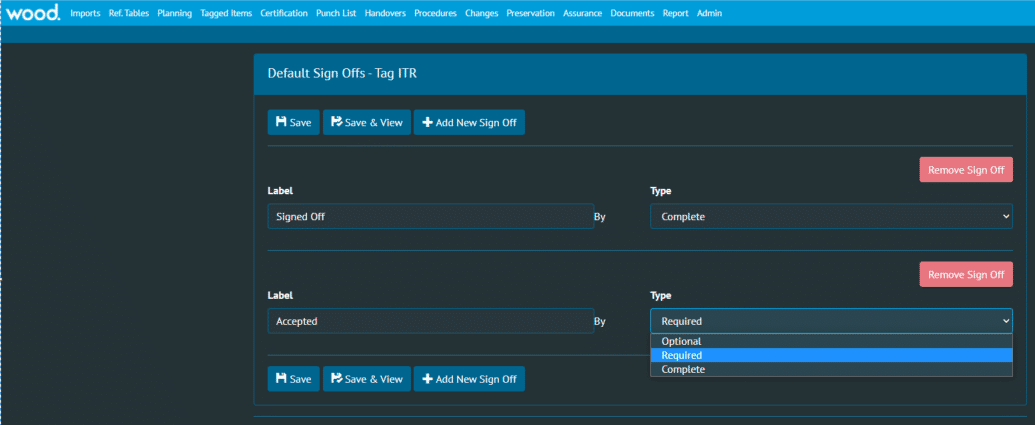 wood. Imports Ref. Tables Planning Tagged Items Certification Punch List Handovers Procedures Changes Preservation Assurance Documents Report Admin
Default Sign Offs - Tag ITR
Save Save & View Add New Sign Off
Remove Sign Off
Label Type
Signed Off By Complete
Remove Sign Off
Label Type
Accepted By Required
Optional
Required
Complete
Save Save & View Add New Sign Off